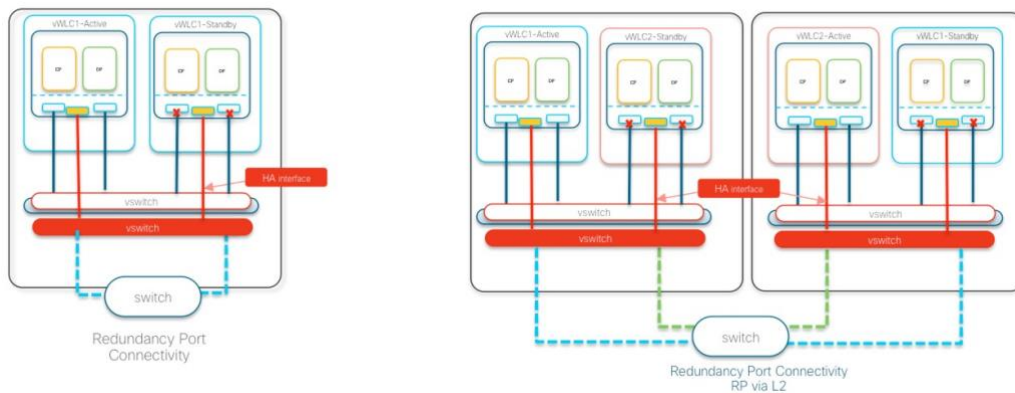 vWLC1-Active
vWLC1-Standby
CP
DP
CP
DP
HA interface
vswitch
vswitch
switch
Redundancy Port
Connectivity
vWLC1-Active
vWLC2-Standby
vWLC2-Active
vWLC1-Standby
CP
DP
CP
DP
CP
DP
CP
DP
HA interface
vswitch
vswitch
vswitch
vswitch
switch
Redundancy Port Connectivity
RP via L2